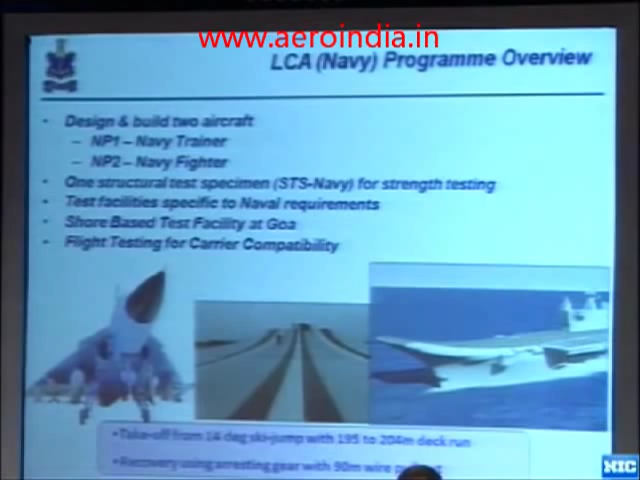 www.aeroindia.in
LCA (Navy) Programme Overview
• Design & build two aircraft
– NP1 – Navy Trainer
– NP2 – Navy Fighter
• One structural test specimen (STS-Navy) for strength testing
• Test facilities specific to Naval requirements
• Shore Based Test Facility at Goa
• Flight Testing for Carrier Compatibility
•Take-off from 14 deg ski-jump with 195 to 204m deck run
•Recovery using arresting gear with 90m wire
NIC